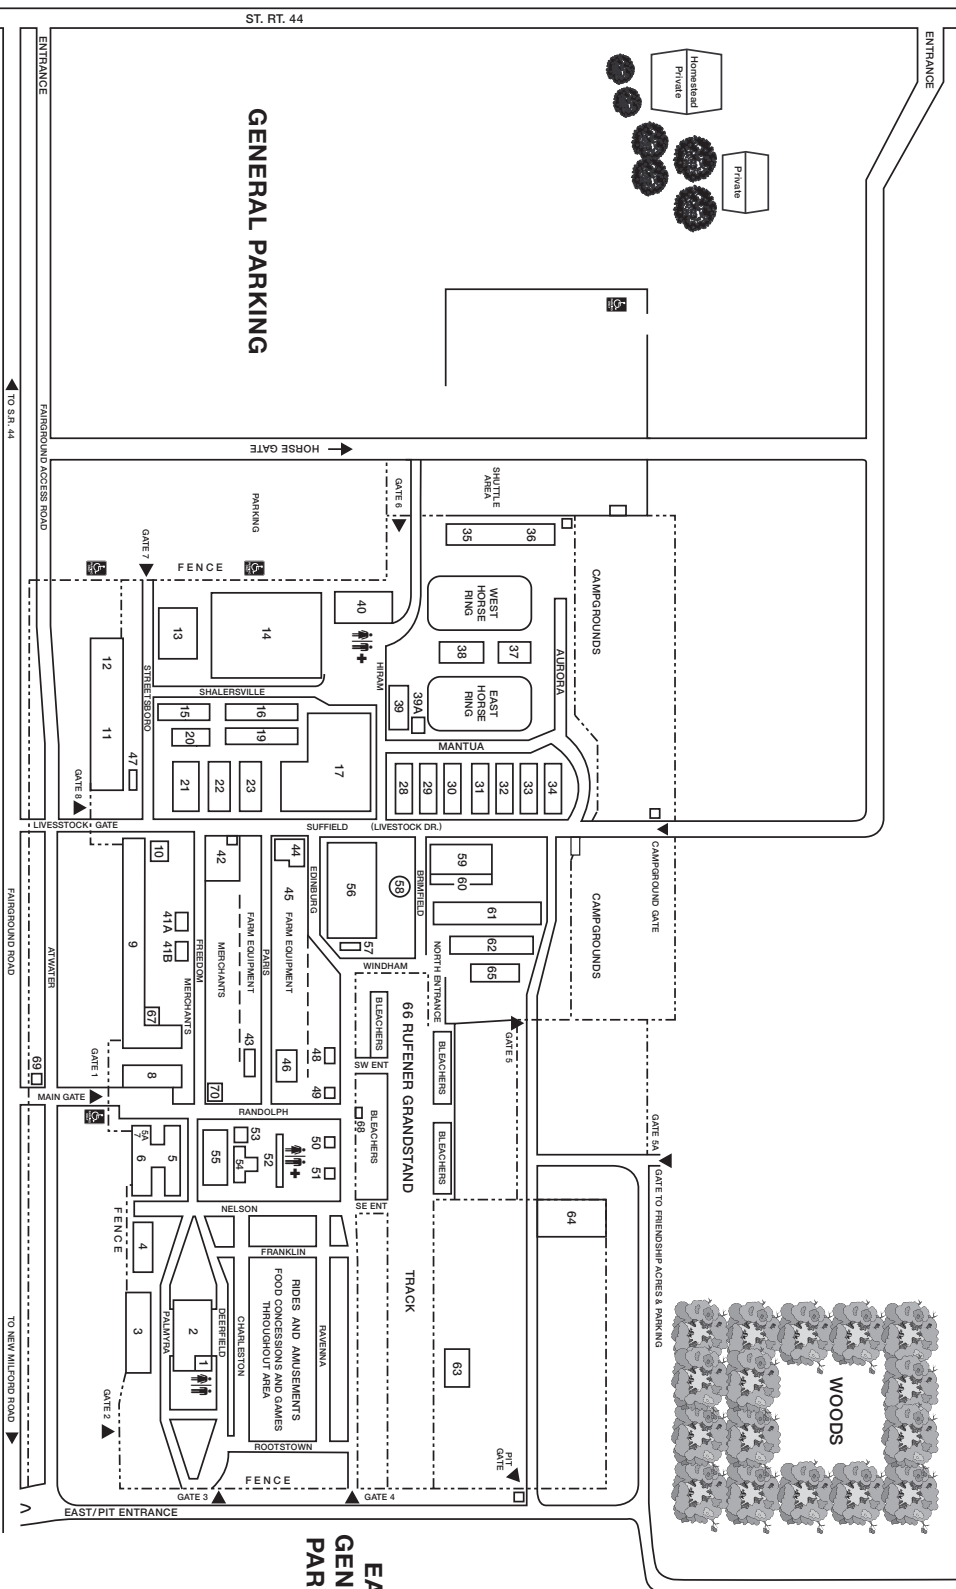 ST. RT. 44
ENTRANCE
ENTRANCE
Homestead
Private
Private
GENERAL PARKING
TO S.R. 44
FAIRGROUND ACCESS ROAD
HORSE GATE
PARKING
GATE 7
FENCE
GATE 6
SHUTTLE
AREA
35
36
CAMPGROUNDS
WEST
HORSE
RING
40
14
13
12
11
HIRAM
38
37
AURORA
STREETSBORO
SHALERSVILLE
39
39A
EAST
HORSE
RING
15
16
20
19
MANTUA
17
47
21
22
23
28
29
30
31
32
33
34
GATE 8
LIVESTOCK GATE
SUFFIELD
(LIVESTOCK DR.)
CAMPGROUND GATE
10
42
44
EDINBURG
45
56
58
BRIMFIELD
59
60
61
CAMPGROUNDS
FAIRGROUND ROAD
ATWATER
9
41A
41B
FREEDOM
MERCHANTS
MERCHANTS
FARM EQUIPMENT
PARIS
FARM EQUIPMENT
57
WINDHAM
NORTH ENTRANCE
62
65
67
43
46
48
49
BLEACHERS
SW ENT
66 RUFENER GRANDSTAND
BLEACHERS
GATE 5
GATE 1
69
8
70
MAIN GATE
RANDOLPH
68
BLEACHERS
BLEACHERS
GATE 5A
GATE TO FRIENDSHIP ACRES & PARKING
5A
7
6
5
55
53
54
52
50
51
SE ENT
NELSON
64
FENCE
4
FRANKLIN
TRACK
3
PALMYRA
2
1
DEERFIELD
CHARLESTON
RIDES AND AMUSEMENTS
FOOD CONCESSIONS AND GAMES
THROUGHOUT AREA
RAVENNA
63
WOODS
TO NEW MILFORD ROAD
GATE 2
ROOTSTOWN
FENCE
PIT
GATE
GATE 3
GATE 4
EAST/PIT ENTRANCE
EA
GEN
PAR